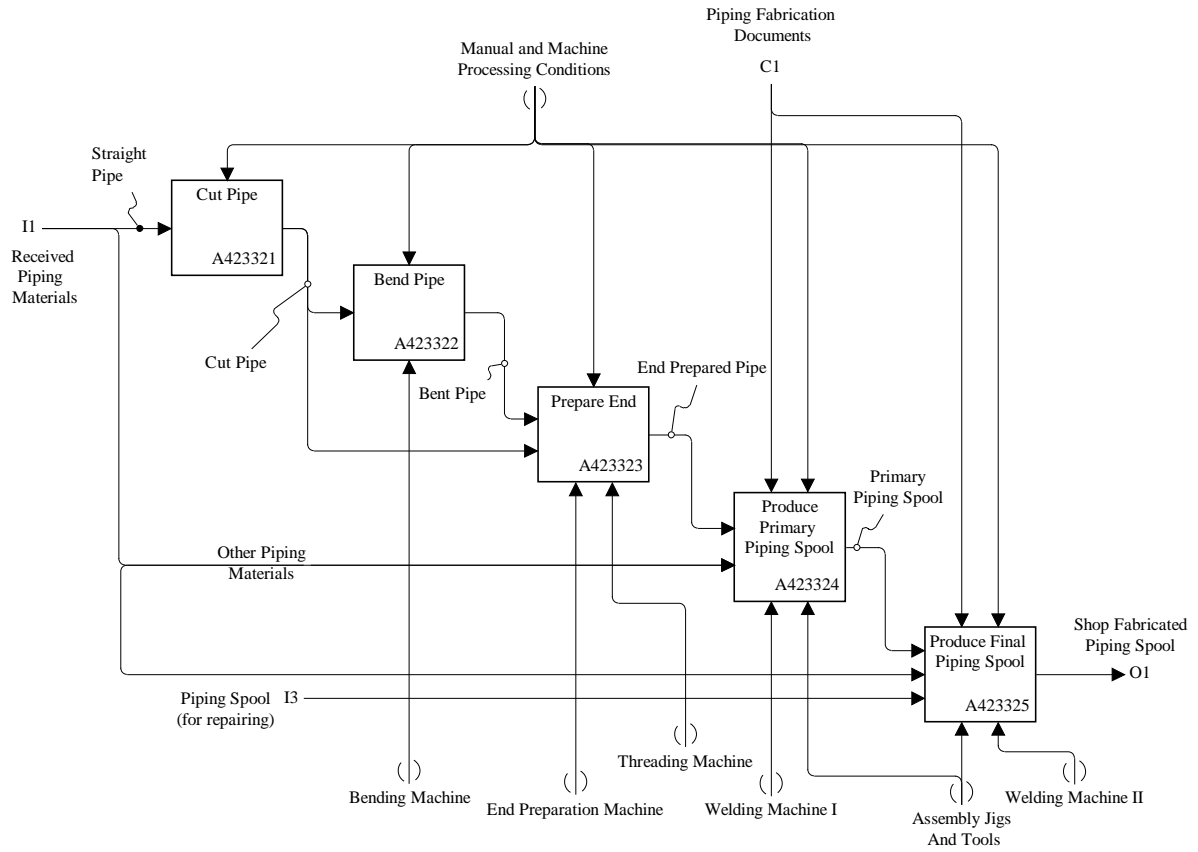 Piping Fabrication
Documents
C1
Manual and Machine
Processing Conditions
Straight
Pipe
I1
Received
Piping
Materials
Cut Pipe
A423321
Bend Pipe
A423322
Cut Pipe
Bent Pipe
End Prepared Pipe
Prepare End
A423323
Primary
Piping Spool
Produce
Primary
Piping Spool
A423324
Other Piping
Materials
Shop Fabricated
Piping Spool
O1
Produce Final
Piping Spool
A423325
Piping Spool I3
(for repairing)
Threading Machine
Bending Machine
End Preparation Machine
Welding Machine I
Assembly Jigs
And Tools
Welding Machine II